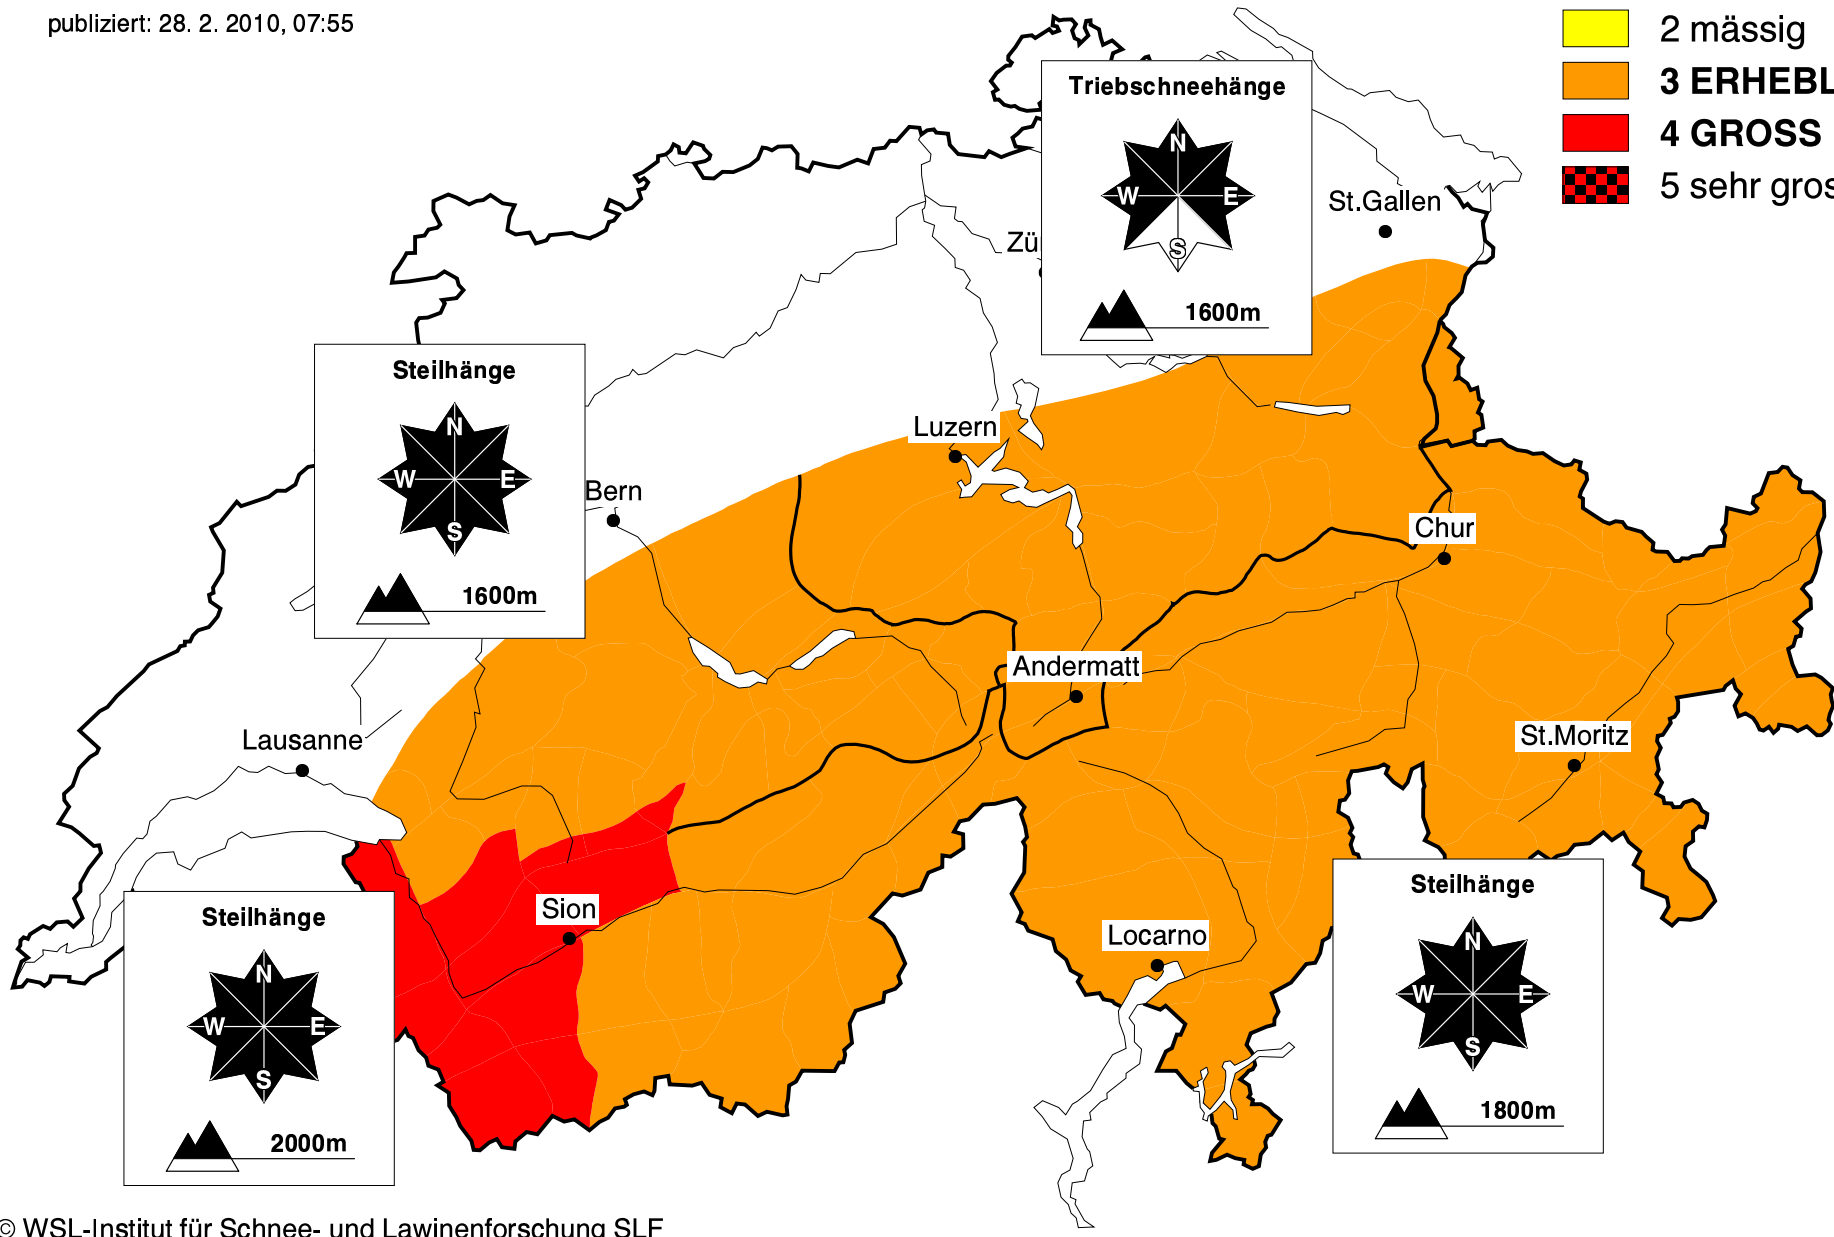 publiziert: 28. 2. 2010, 07:55
2 mässig
3 ERHEBL
4 GROSS
5 sehr gros
Triebschneehänge
N
W E
S
1600m
St.Gallen
Zü
Steilhänge
N
W E
S
1600m
Luzern
Bern
Chur
Andermatt
St.Moritz
Lausanne
Sion
Locarno
Steilhänge
N
W E
S
2000m
Steilhänge
N
W E
S
1800m
© WSL-Institut für Schnee- und Lawinenforschung SLF